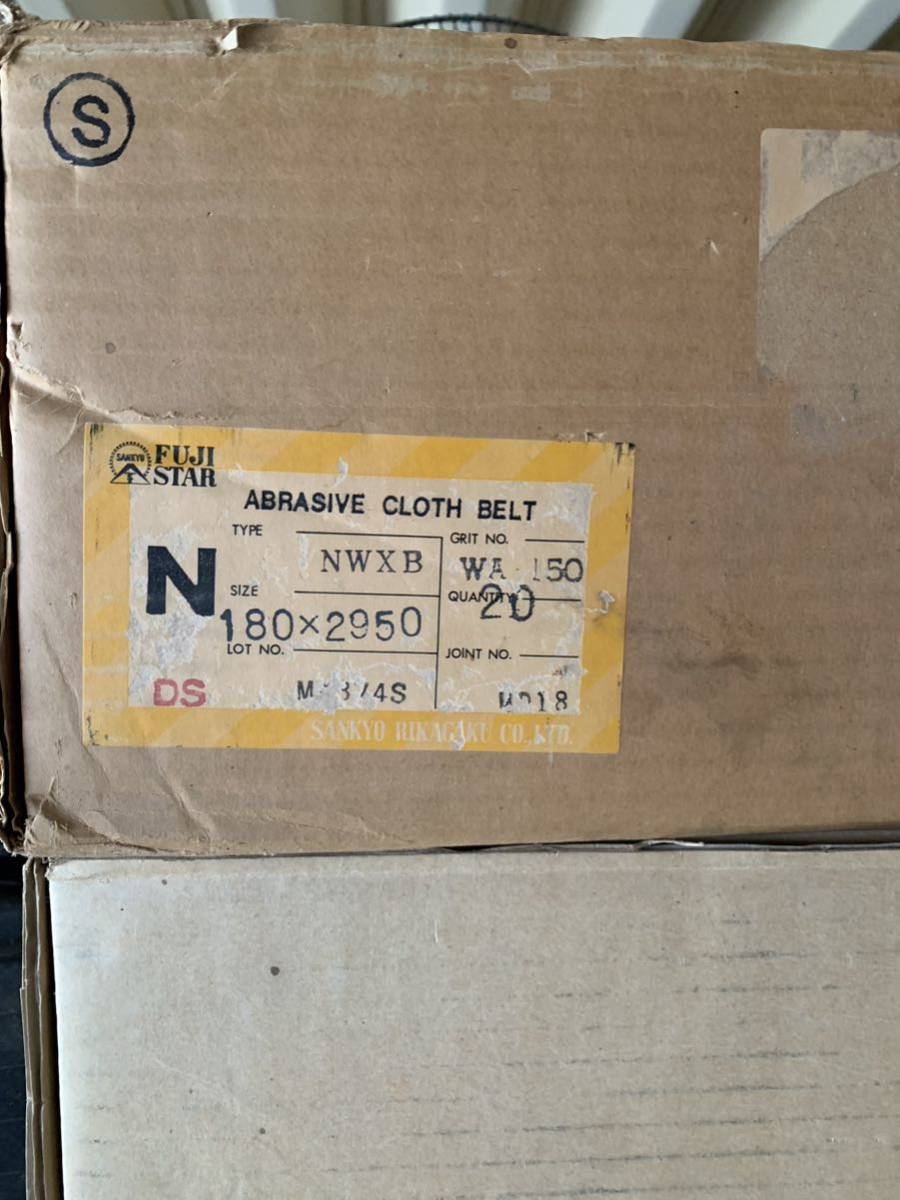 S
SANKYO
FUJI
STAR
ABRASIVE CLOTH BELT
TYPE
NWXB
GRIT NO.
WA 150
N
SIZE
180×2950
QUANTITY
20
LOT NO.
JOINT NO.
DS
SANKYO RIKAGAKU CO., LTD.